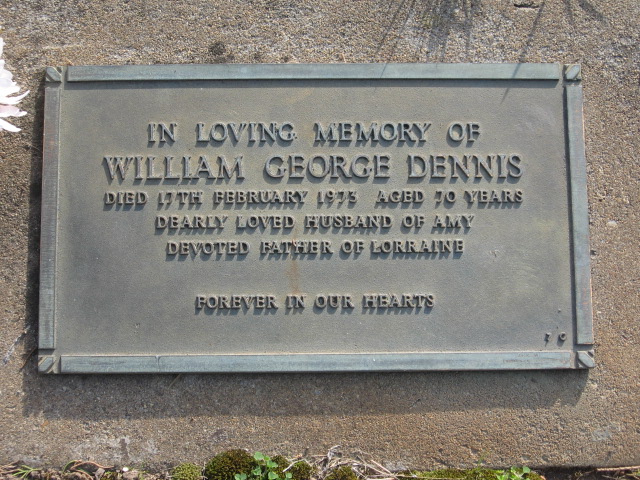 IN LOVING MEMORY OF
WILLIAM GEORGE DENNIS
DIED 17TH FEBRUARY 1973 AGED 70 YEARS
DEARLY LOVED HUSBAND OF AMY
DEVOTED FATHER OF LORRAINE
FOREVER IN OUR HEARTS